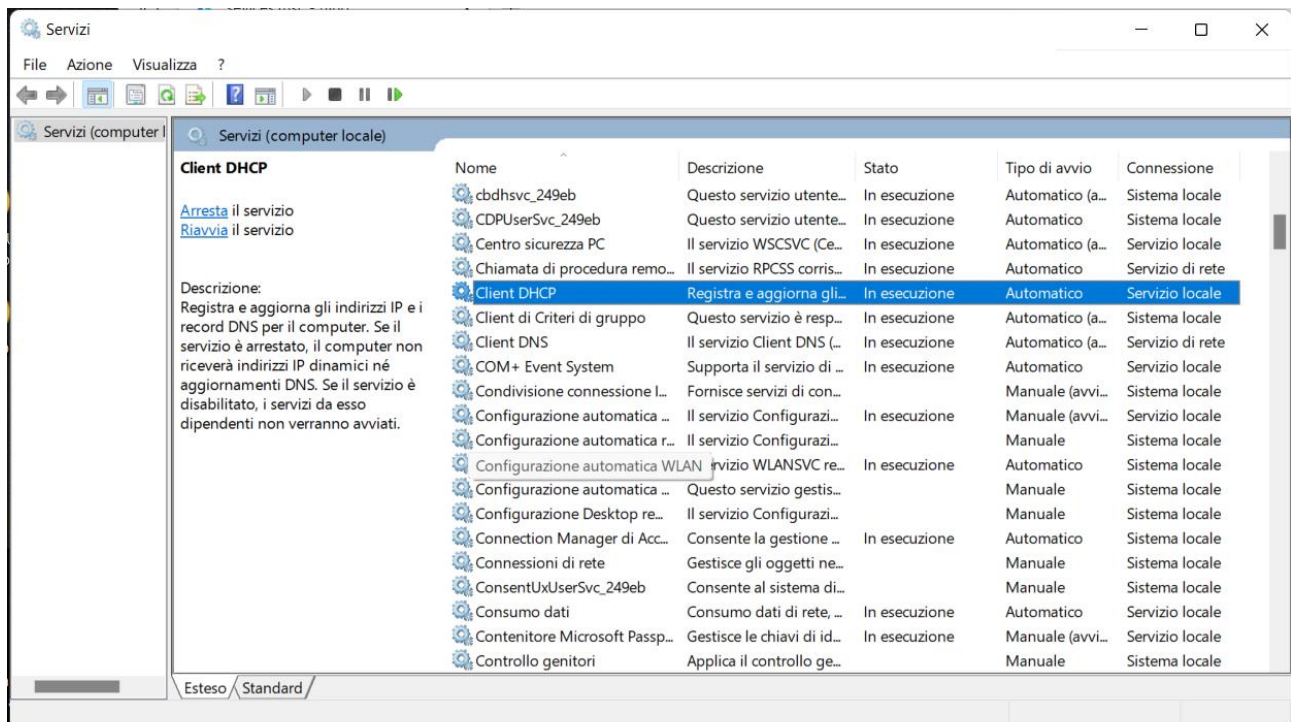 Servizi
File Azione Visualizza ?
Servizi (computer l
Servizi (computer locale)
Client DHCP
Arresta il servizio
Riavvia il servizio
Descrizione:
Registra e aggiorna gli indirizzi IP e i
record DNS per il computer. Se il
servizio è arrestato, il computer non
riceverà indirizzi IP dinamici né
aggiornamenti DNS. Se il servizio è
disabilitato, i servizi da esso
dipendenti non verranno avviati.
Nome Descrizione Stato Tipo di avvio Connessione
cbdhsvc_249eb Questo servizio utente... In esecuzione Automatico (a... Sistema locale
CDPUserSvc_249eb Questo servizio utente... In esecuzione Automatico Sistema locale
Centro sicurezza PC Il servizio WSCSVC (Ce... In esecuzione Automatico (a... Servizio locale
Chiamata di procedura remo... Il servizio RPCSS corris... In esecuzione Automatico Servizio di rete
Client DHCP Registra e aggiorna gli... In esecuzione Automatico Servizio locale
Client di Criteri di gruppo Questo servizio è resp... In esecuzione Automatico (a... Sistema locale
Client DNS Il servizio Client DNS (... In esecuzione Automatico (a... Servizio di rete
COM+ Event System Supporta il servizio di ... In esecuzione Automatico Servizio locale
Condivisione connessione I... Fornisce servizi di con... Manuale (avvi... Sistema locale
Configurazione automatica ... Il servizio Configurazi... In esecuzione Manuale (avvi... Servizio locale
Configurazione automatica r... Il servizio Configurazi... Manuale Sistema locale
Configurazione automatica WLAN rvizio WLANSVC re... In esecuzione Automatico Sistema locale
Configurazione automatica ... Questo servizio gestis... Manuale Sistema locale
Configurazione Desktop re... Il servizio Configurazi... Manuale Sistema locale
Connection Manager di Acc... Consente la gestione ... In esecuzione Automatico Sistema locale
Connessioni di rete Gestisce gli oggetti ne... Manuale Sistema locale
ConsentUxUserSvc_249eb Consente al sistema di... Manuale Sistema locale
Consumo dati Consumo dati di rete, ... In esecuzione Automatico Servizio locale
Contenitore Microsoft Passp... Gestisce le chiavi di id... In esecuzione Manuale (avvi... Servizio locale
Controllo genitori Applica il controllo ge... Manuale Sistema locale
Esteso Standard